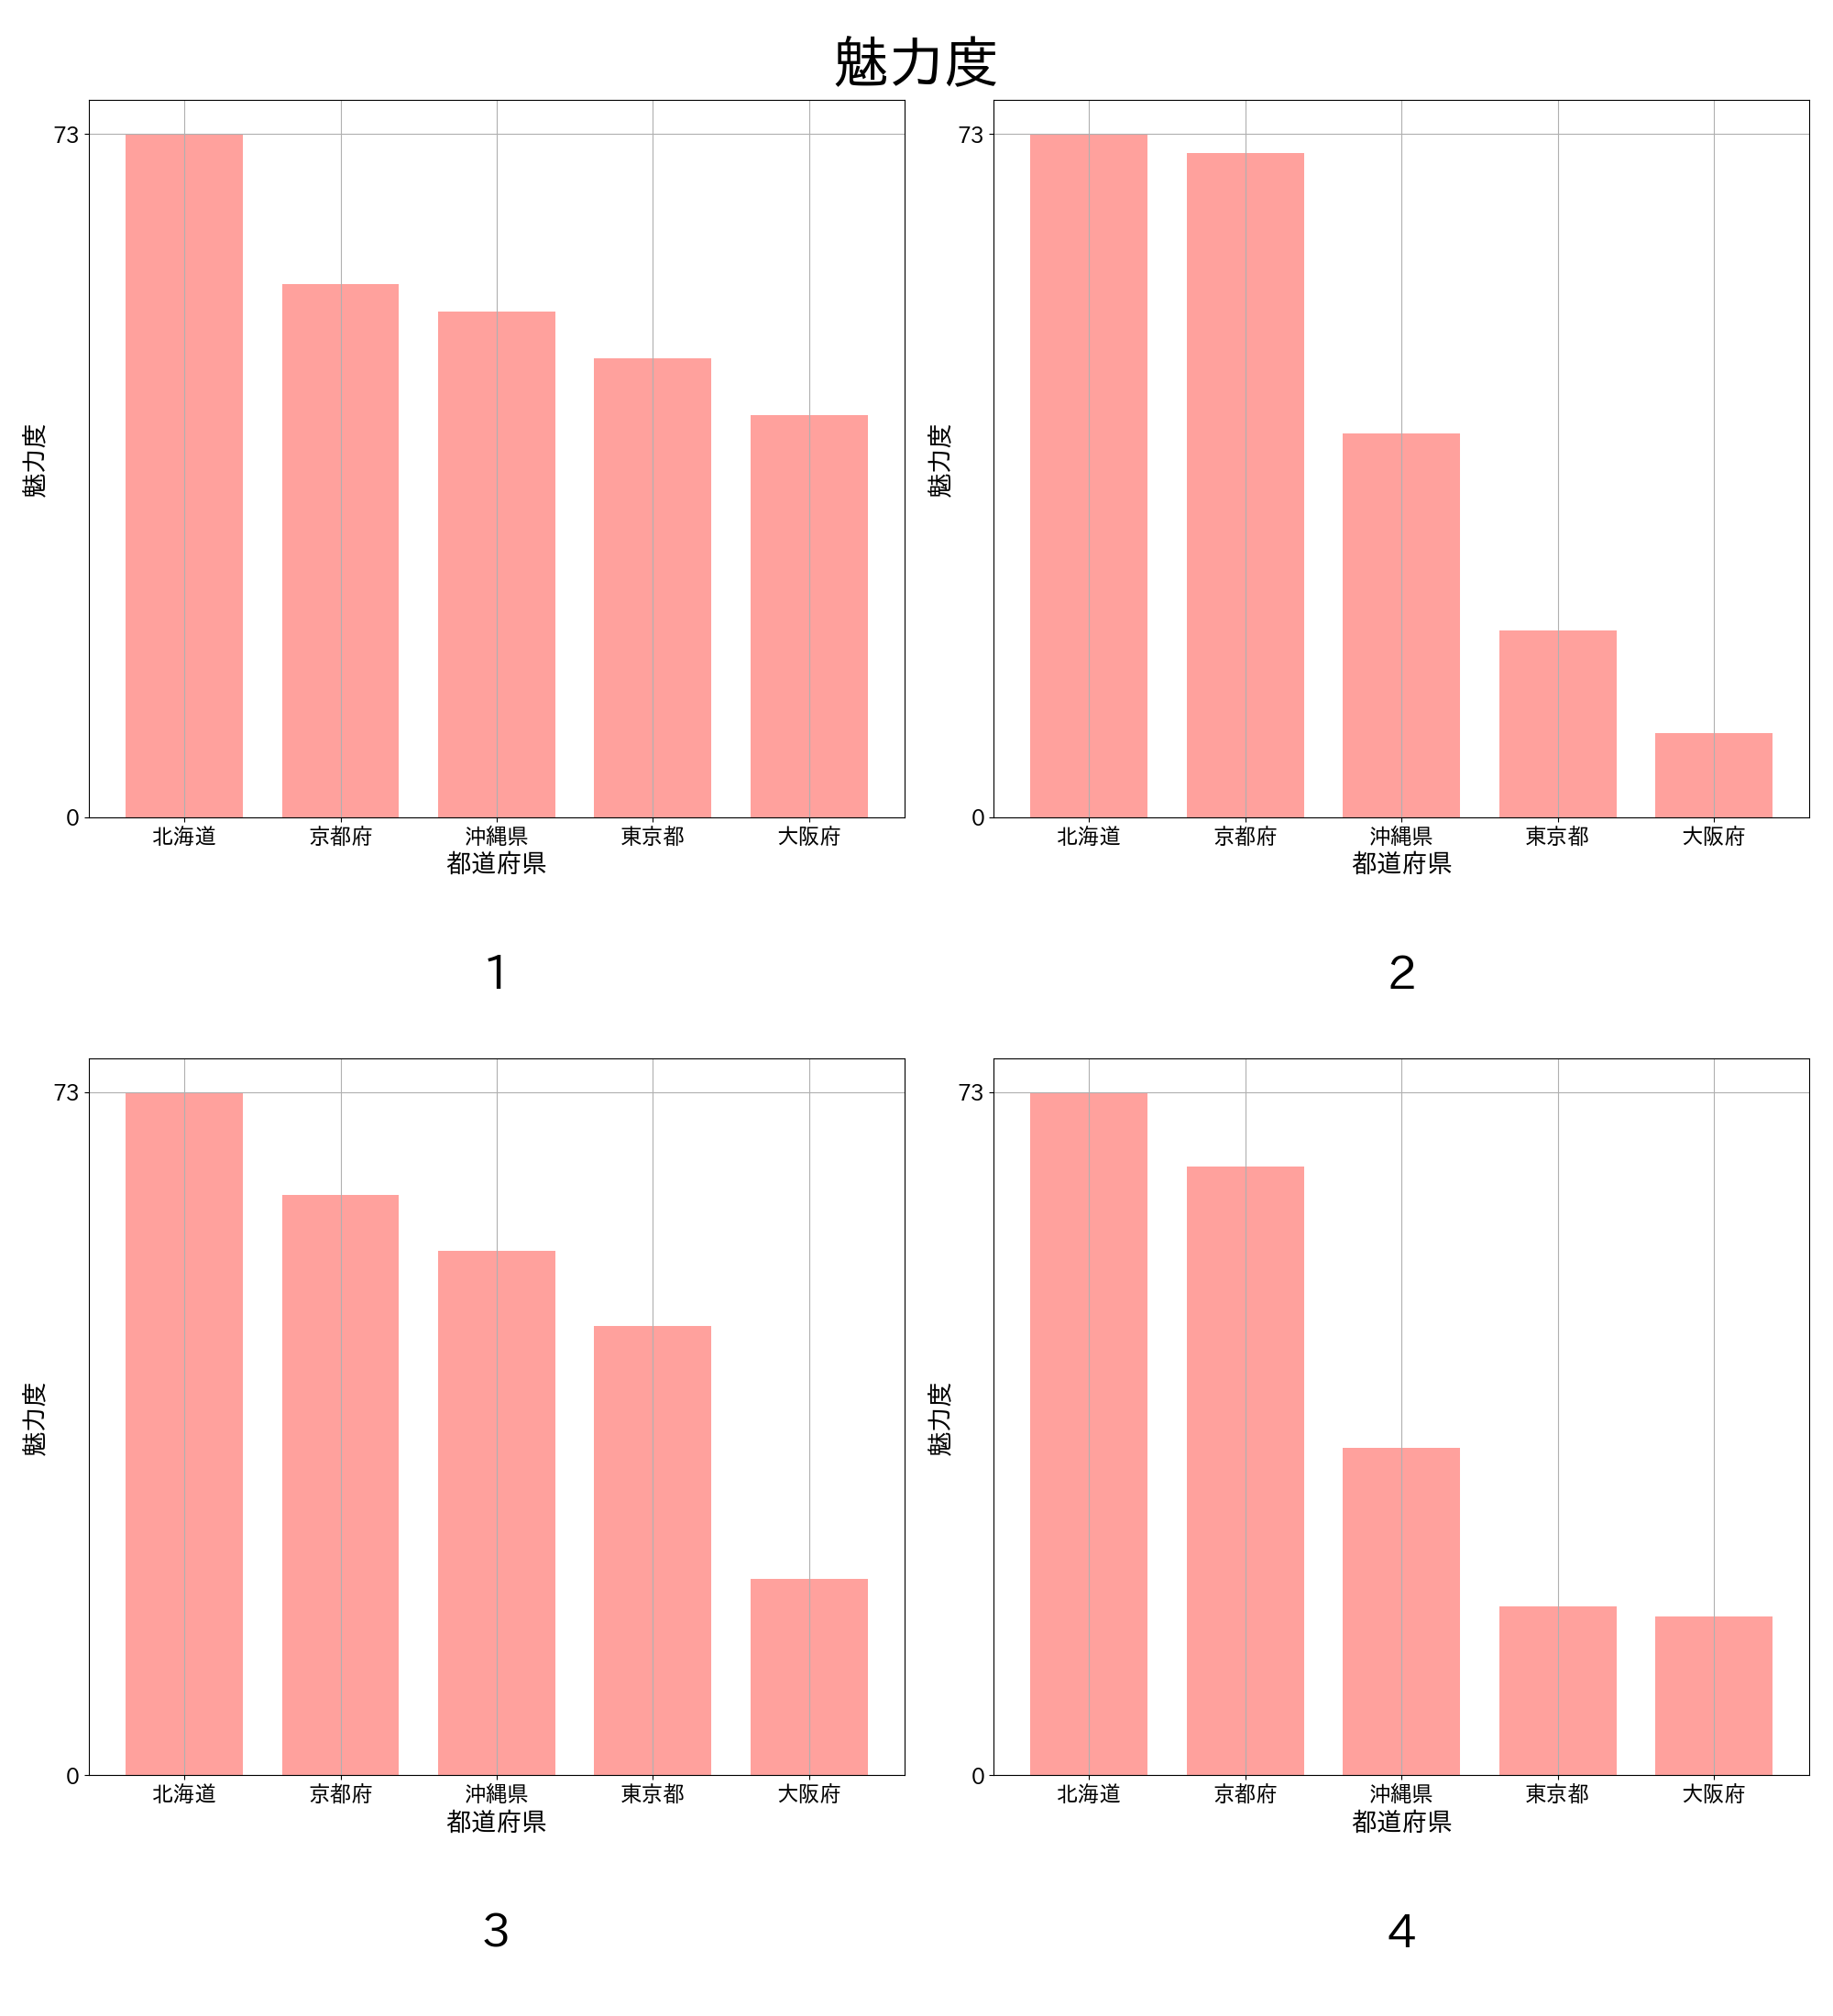 魅力度
73
0
魅力度
北海道 京都府 沖縄県 東京都 大阪府
都道府県
1
73
0
魅力度
北海道 京都府 沖縄県 東京都 大阪府
都道府県
2
73
0
魅力度
北海道 京都府 沖縄県 東京都 大阪府
都道府県
3
73
0
魅力度
北海道 京都府 沖縄県 東京都 大阪府
都道府県
4